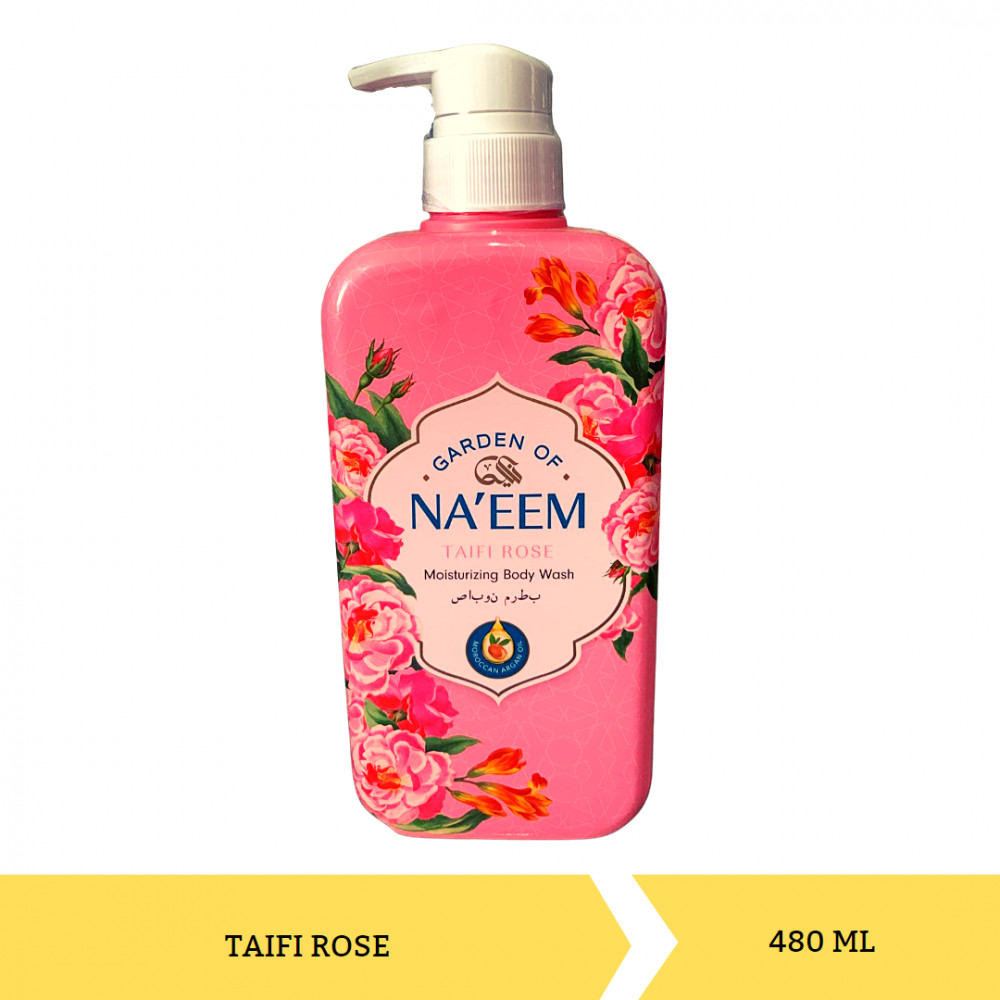 GARDEN OF
NA'EEM
TAIFI ROSE
Moisturizing Body Wash
بطرم نوباص
MOROCCAN ARGAN OIL
TAIFI ROSE
480 ML